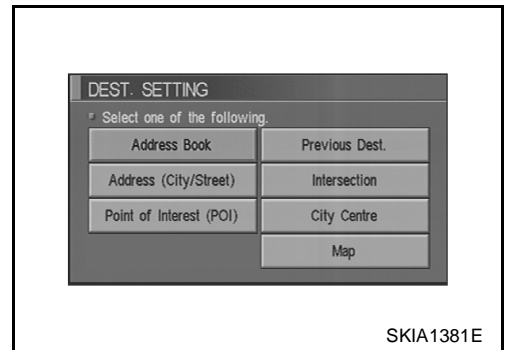 DEST. SETTING
Select one of the following.
Address Book
Previous Dest.
Address (City/Street)
Intersection
Point of Interest (POI)
City Centre
Map
SKIA1381E